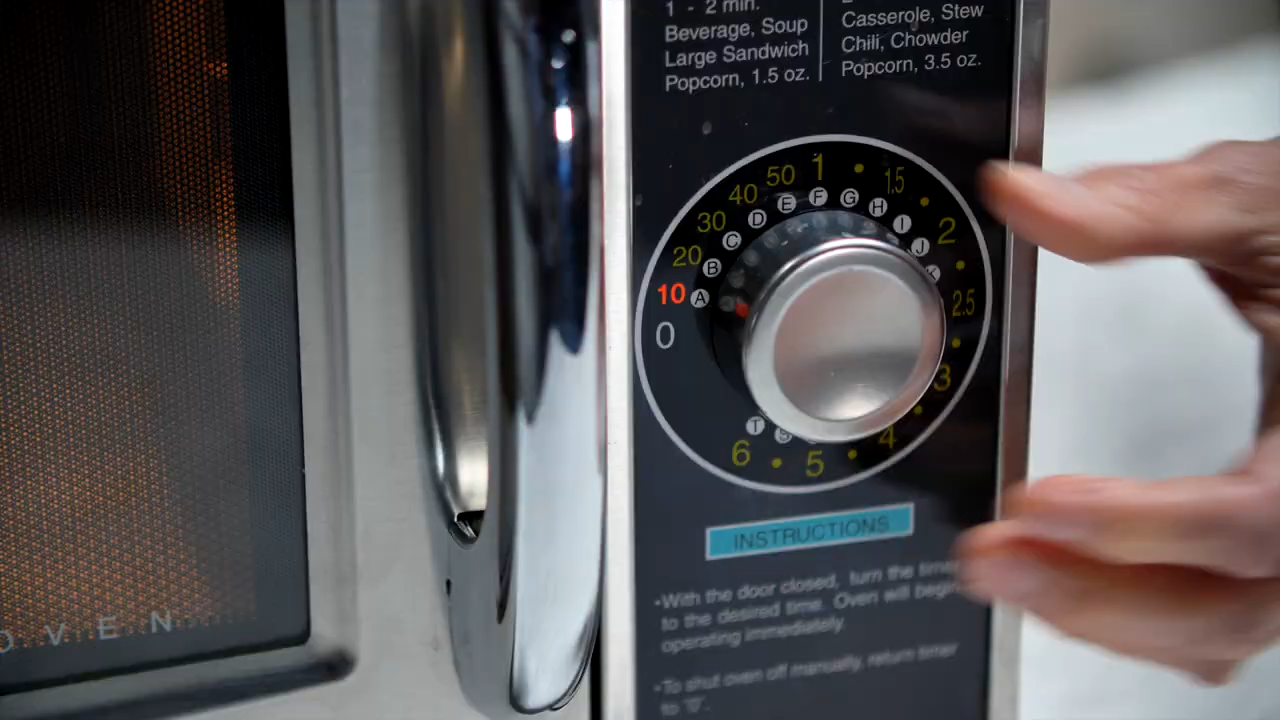 1 - 2 min.
Beverage, Soup
Large Sandwich
Popcorn, 1.5 oz.
Casserole, Stew
Chili, Chowder
Popcorn, 3.5 oz.
0
10
20
30
40
50
1
1.5
2
2.5
3
4
5
6
A
B
C
D
E
F
G
H
I
J
K
S
T
INSTRUCTIONS
•With the door closed, turn the timer
to the desired time. Oven will begin
operating immediately.
•To shut oven off manually, return timer
to '0'.
OVEN